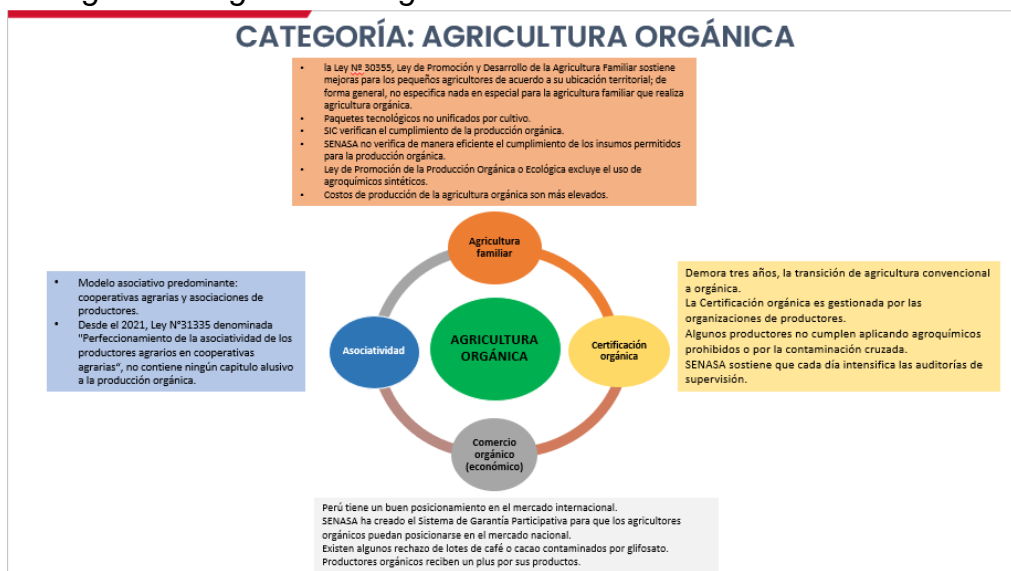 CATEGORÍA: AGRICULTURA ORGÁNICA
• la Ley Nº 30355, Ley de Promoción y Desarrollo de la Agricultura Familiar sostiene
mejoras para los pequeños agricultores de acuerdo a su ubicación territorial; de
forma general, no especifica nada en especial para la agricultura familiar que realiza
agricultura orgánica.
• Paquetes tecnológicos no unificados por cultivo.
• SIC verifican el cumplimiento de la producción orgánica.
• SENASA no verifica de manera eficiente el cumplimiento de los insumos permitidos
para la producción orgánica.
• Ley de Promoción de la Producción Orgánica o Ecológica excluye el uso de
agroquímicos sintéticos.
• Costos de producción de la agricultura orgánica son más elevados.
Agricultura
familiar
• Modelo asociativo predominante:
cooperativas agrarias y asociaciones de
productores.
• Desde el 2021, Ley N°31335 denominada
"Perfeccionamiento de la asociatividad de los
productores agrarios en cooperativas
agrarias", no contiene ningún capitulo alusivo
a la producción orgánica.
Asociatividad
AGRICULTURA
ORGÁNICA
Certificación
orgánica
Demora tres años, la transición de agricultura convencional
a orgánica.
La Certificación orgánica es gestionada por las
organizaciones de productores.
Algunos productores no cumplen aplicando agroquímicos
prohibidos o por la contaminación cruzada.
SENASA sostiene que cada día intensifica las auditorías de
supervisión.
Comercio
orgánico
(económico)
Perú tiene un buen posicionamiento en el mercado internacional.
SENASA ha creado el Sistema de Garantía Participativa para que los agricultores
orgánicos puedan posicionarse en el mercado nacional.
Existen algunos rechazo de lotes de café o cacao contaminados por glifosato.
Productores orgánicos reciben un plus por sus productos.